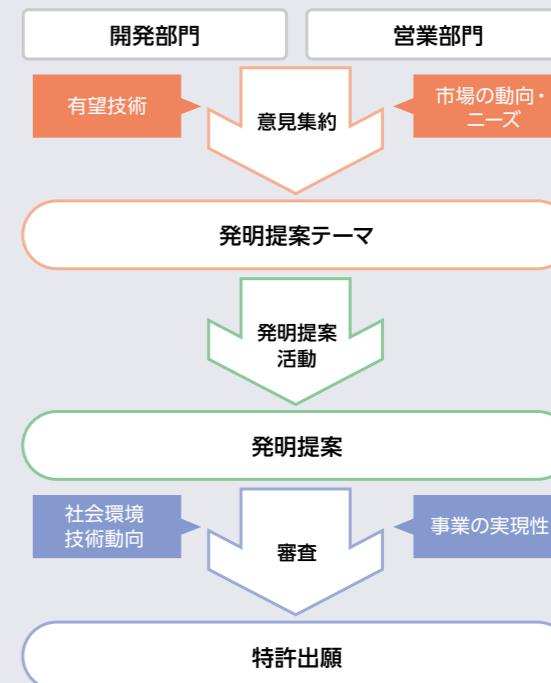 開発部門
営業部門
有望技術
意見集約
市場の動向・
ニーズ
発明提案テーマ
発明提案
活動
発明提案
社会環境
技術動向
審査
事業の実現性
特許出願